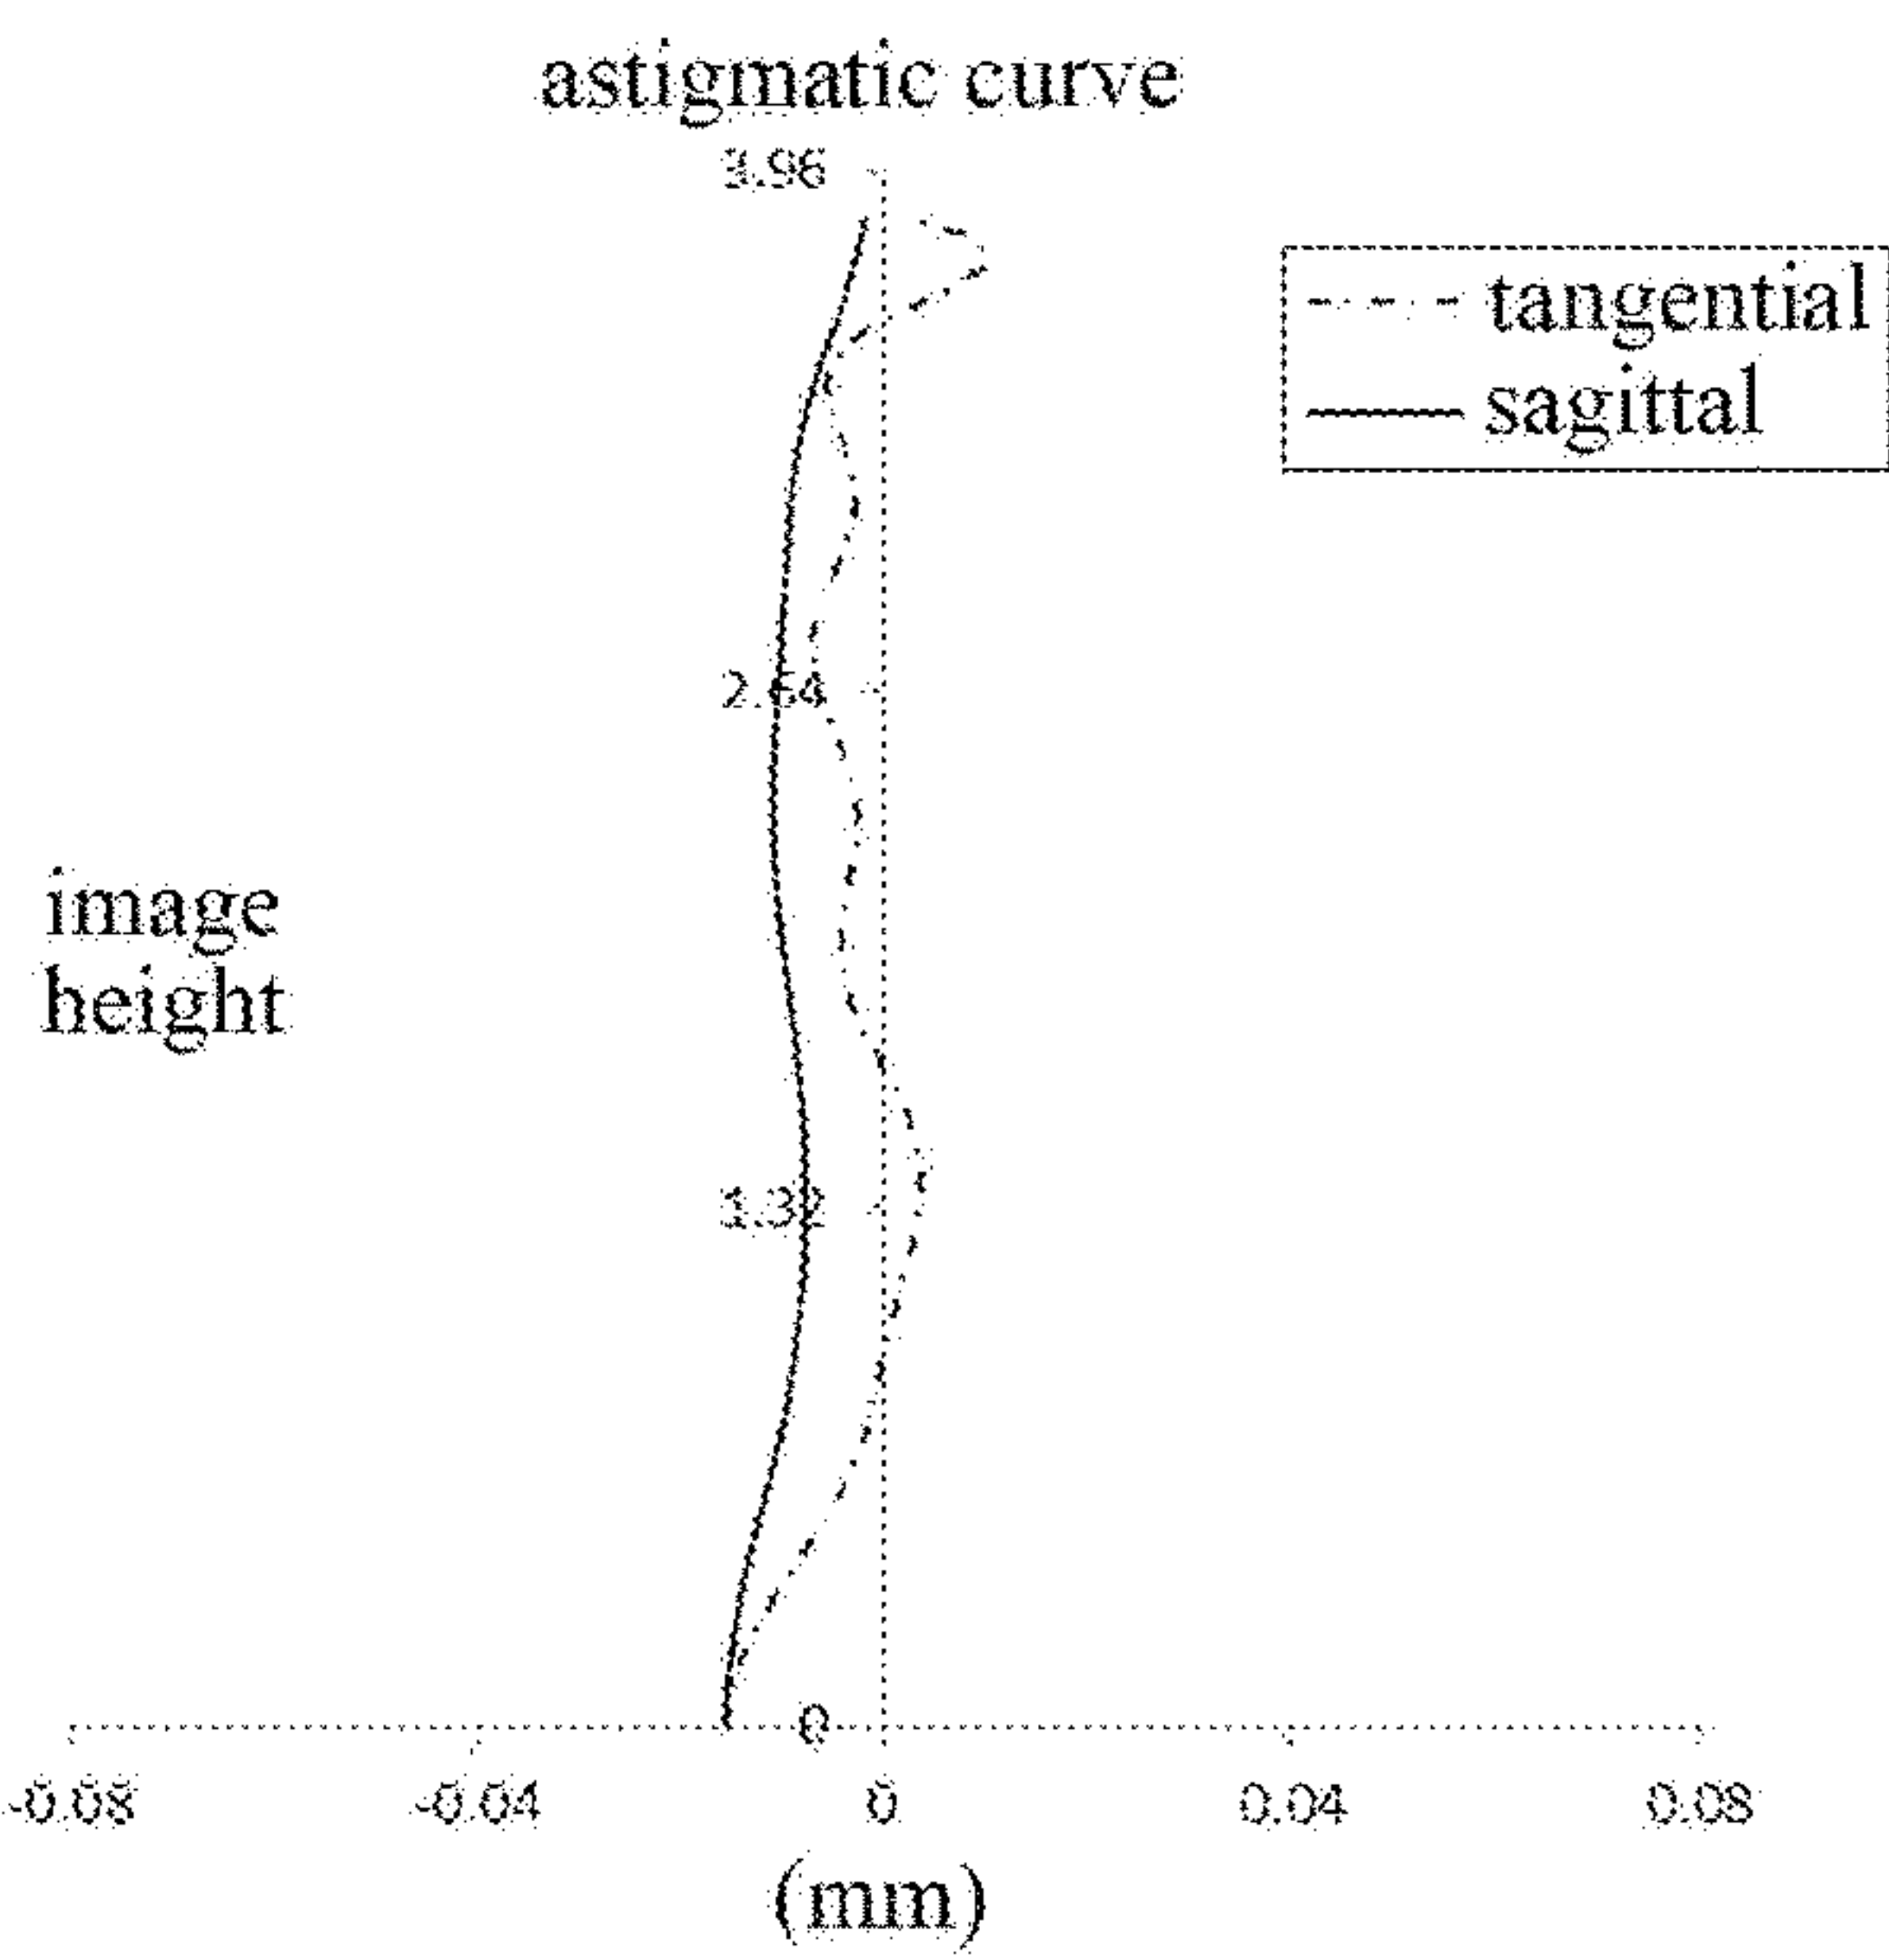 astigmatic curve
3.96
tangential
sagittal
2.64
image
height
1.32
0
-0.08 -0.04 0 0.04 0.08
(mm)